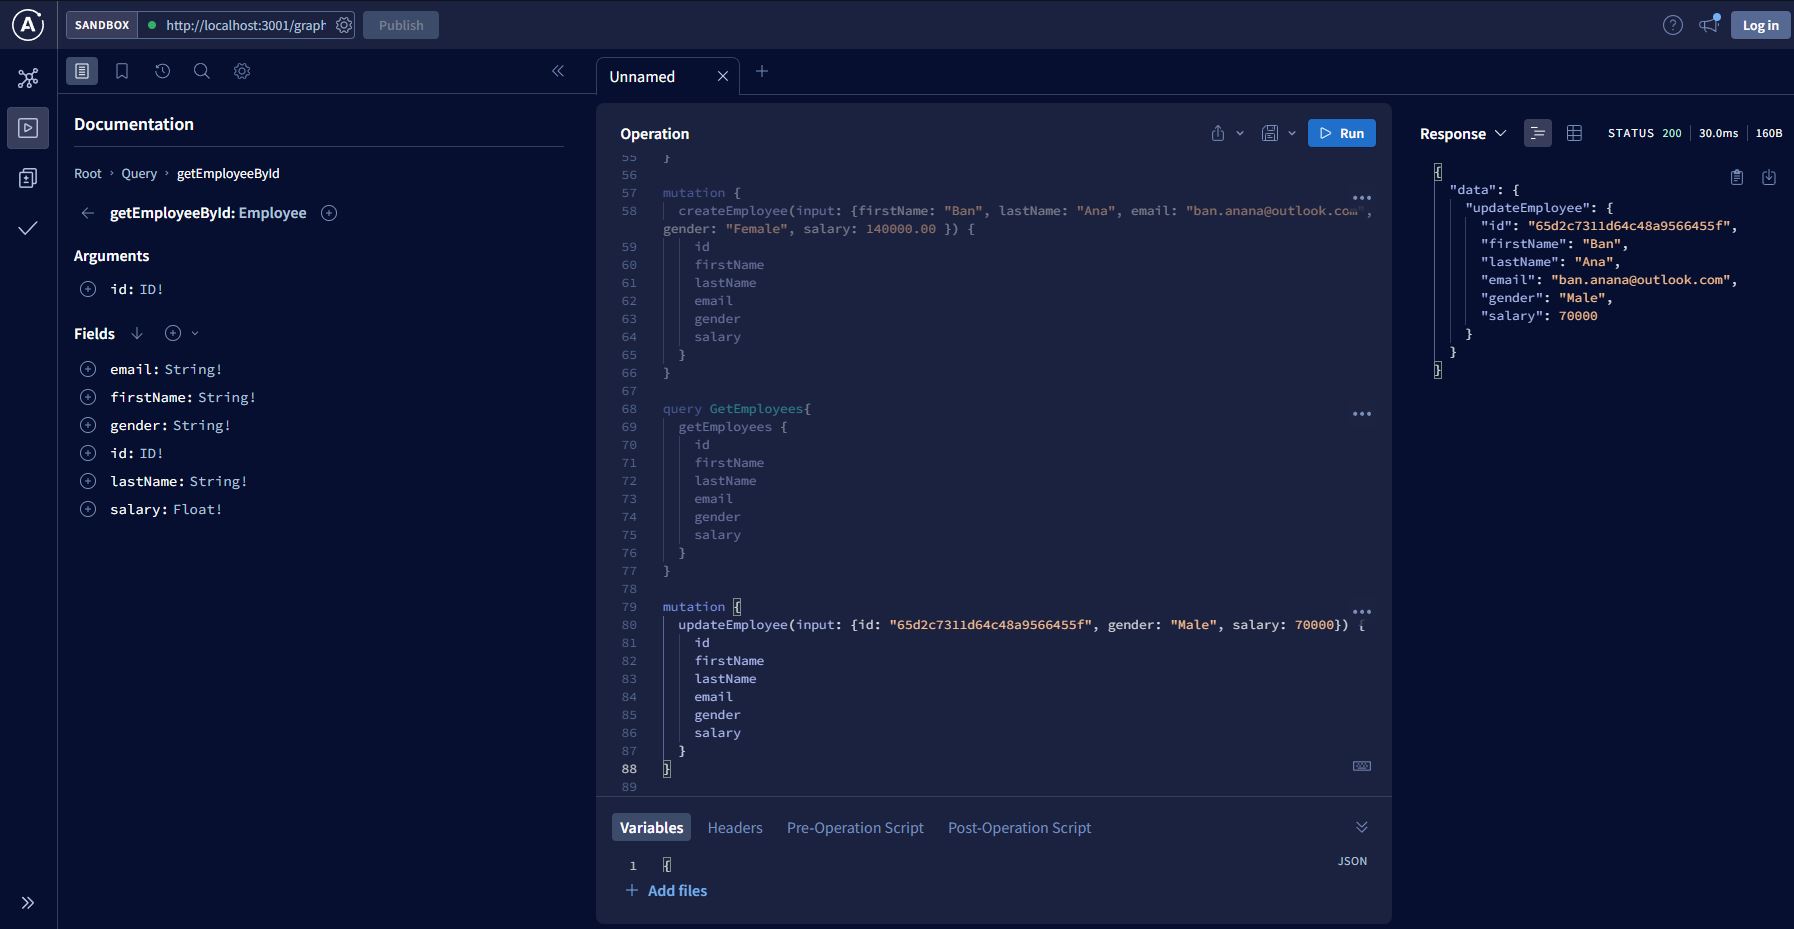 SANDBOX
http://localhost:3001/graph
Publish
Log in
Unnamed
Documentation
Root › Query › getEmployeeById
getEmployeeById: Employee
Arguments
id: ID!
Fields
email: String!
firstName: String!
gender: String!
id: ID!
lastName: String!
salary: Float!
Operation
Run
55 }
56
57 mutation {
58 createEmployee(input: {firstName: "Ban", lastName: "Ana", email: "ban.anana@outlook.com",
gender: "Female", salary: 140000.00 }) {
59 id
60 firstName
61 lastName
62 email
63 gender
64 salary
65 }
66 }
67
68 query GetEmployees{
69 getEmployees {
70 id
71 firstName
72 lastName
73 email
74 gender
75 salary
76 }
77 }
78
79 mutation {
80 updateEmployee(input: {id: "65d2c7311d64c48a9566455f", gender: "Male", salary: 70000}) {
81 id
82 firstName
83 lastName
84 email
85 gender
86 salary
87 }
88 }
89
Variables Headers Pre-Operation Script Post-Operation Script
1 {
JSON
Add files
Response
STATUS 200 30.0ms 160B
{
"data": {
"updateEmployee": {
"id": "65d2c7311d64c48a9566455f",
"firstName": "Ban",
"lastName": "Ana",
"email": "ban.anana@outlook.com",
"gender": "Male",
"salary": 70000
}
}
}